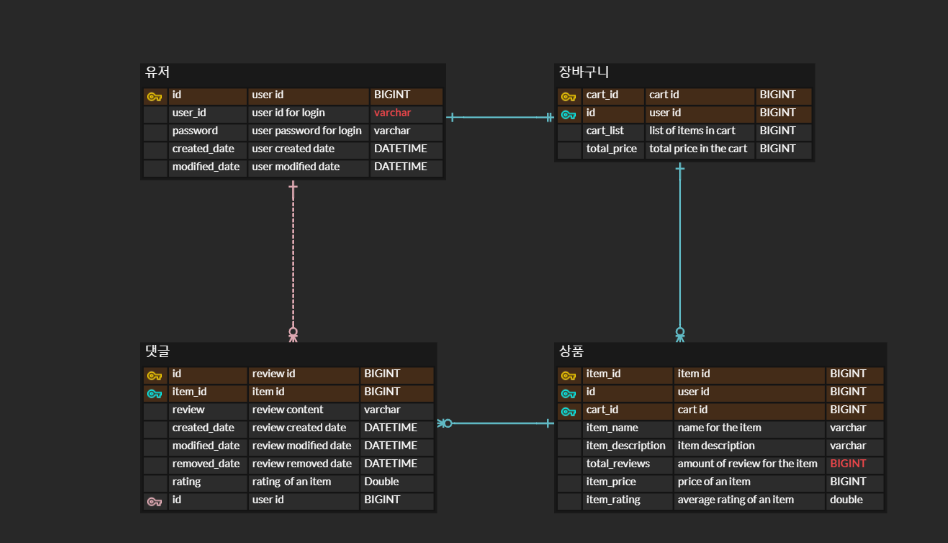 유저
id user id BIGINT
user_id user id for login varchar
password user password for login varchar
created_date user created date DATETIME
modified_date user modified date DATETIME
장바구니
cart_id cart id BIGINT
id user id BIGINT
cart_list list of items in cart BIGINT
total_price total price in the cart BIGINT
댓글
id review id BIGINT
item_id item id BIGINT
review review content varchar
created_date review created date DATETIME
modified_date review modified date DATETIME
removed_date review removed date DATETIME
rating rating of an item Double
id user id BIGINT
상품
item_id item id BIGINT
id user id BIGINT
cart_id cart id BIGINT
item_name name for the item varchar
item_description item description varchar
total_reviews amount of review for the item BIGINT
item_price price of an item BIGINT
item_rating average rating of an item double